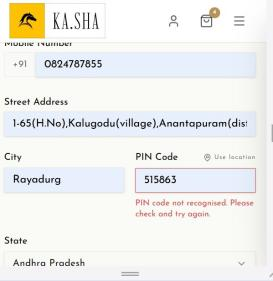 KA.SHA
4
Mobile Number
+91 0824787855
Street Address
1-65(H.No),Kalugodu(village),Anantapuram(dist
City
PIN Code Use location
Rayadurg
515863
PIN code not recognised. Please
check and try again.
State
Andhra Pradesh